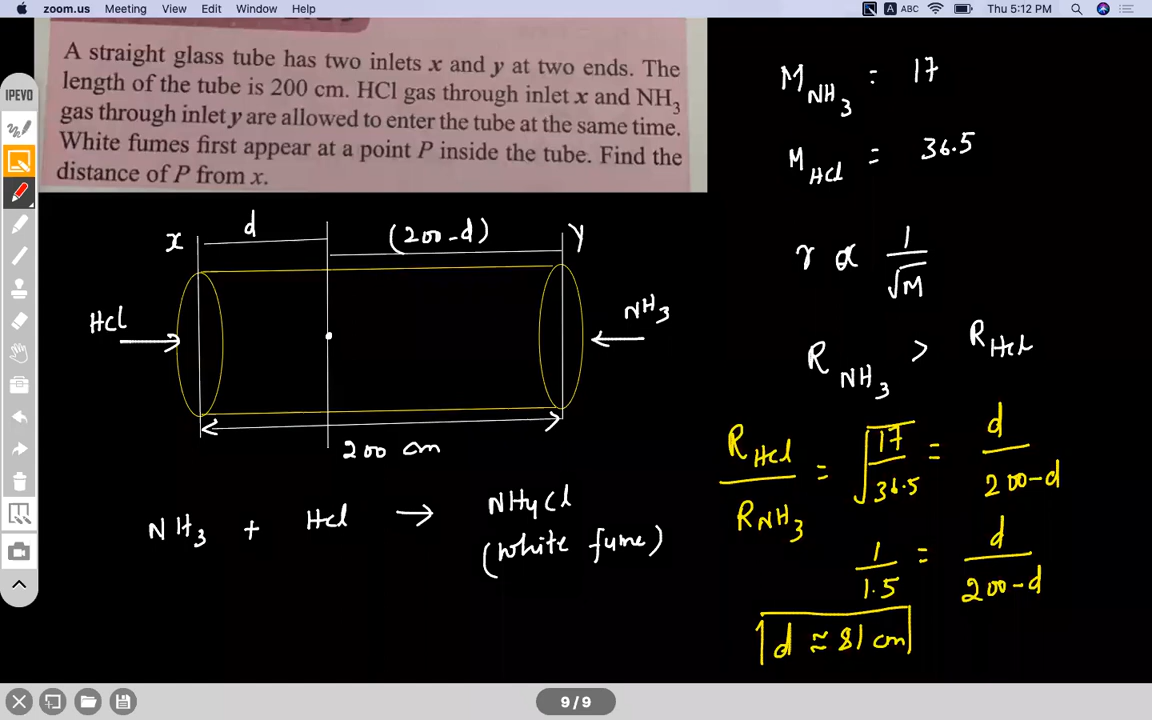 zoom.us Meeting View Edit Window Help
A ABC Thu 5:12 PM
IPEVO
A straight glass tube has two inlets x and y at two ends. The
length of the tube is 200 cm. HCl gas through inlet x and NH3
gas through inlet y are allowed to enter the tube at the same time.
White fumes first appear at a point P inside the tube. Find the
distance of P from x.
x d (200-d) y
HCl
NH3
200 cm
NH3 + HCl → NH4Cl
(white fume)
M NH3 : 17
M HCl = 36.5
r ∝ 1/√M
R NH3 > R HCl
R HCl / R NH3 = √17/36.5 = d/200-d
1/1.5 = d/200-d
d ≈ 81 cm
9 / 9